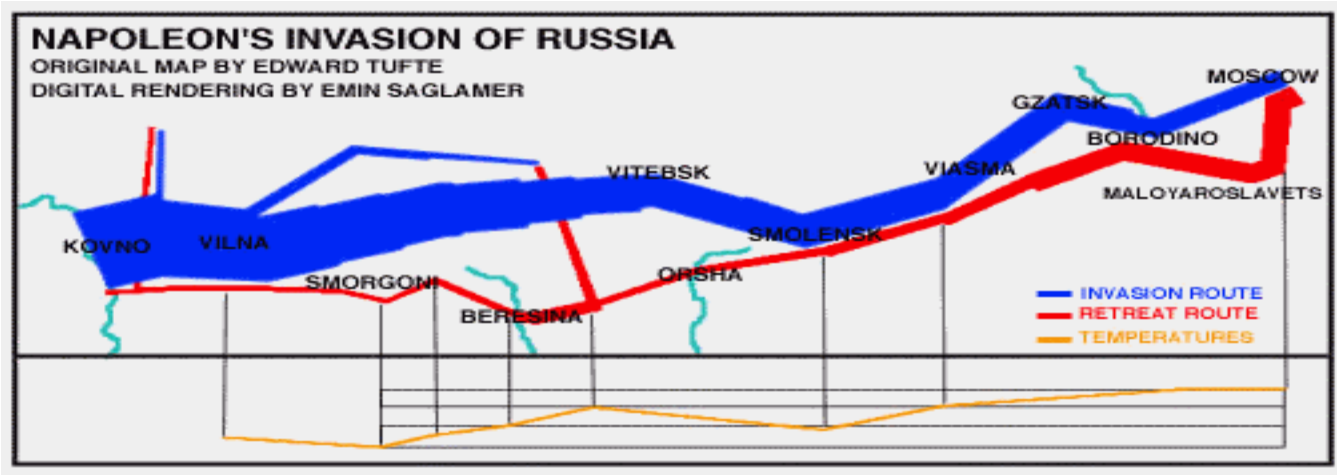 NAPOLEON'S INVASION OF RUSSIA
ORIGINAL MAP BY EDWARD TUFTE
DIGITAL RENDERING BY EMIN SAGLAMER
MOSCOW
GZATSK
BORODINO
VITEBSK
VIASMA
MALOYAROSLAVETS
KOVNO
VILNA
SMOLENSK
SMORGONI
ORSHA
BERESINA
INVASION ROUTE
RETREAT ROUTE
TEMPERATURES